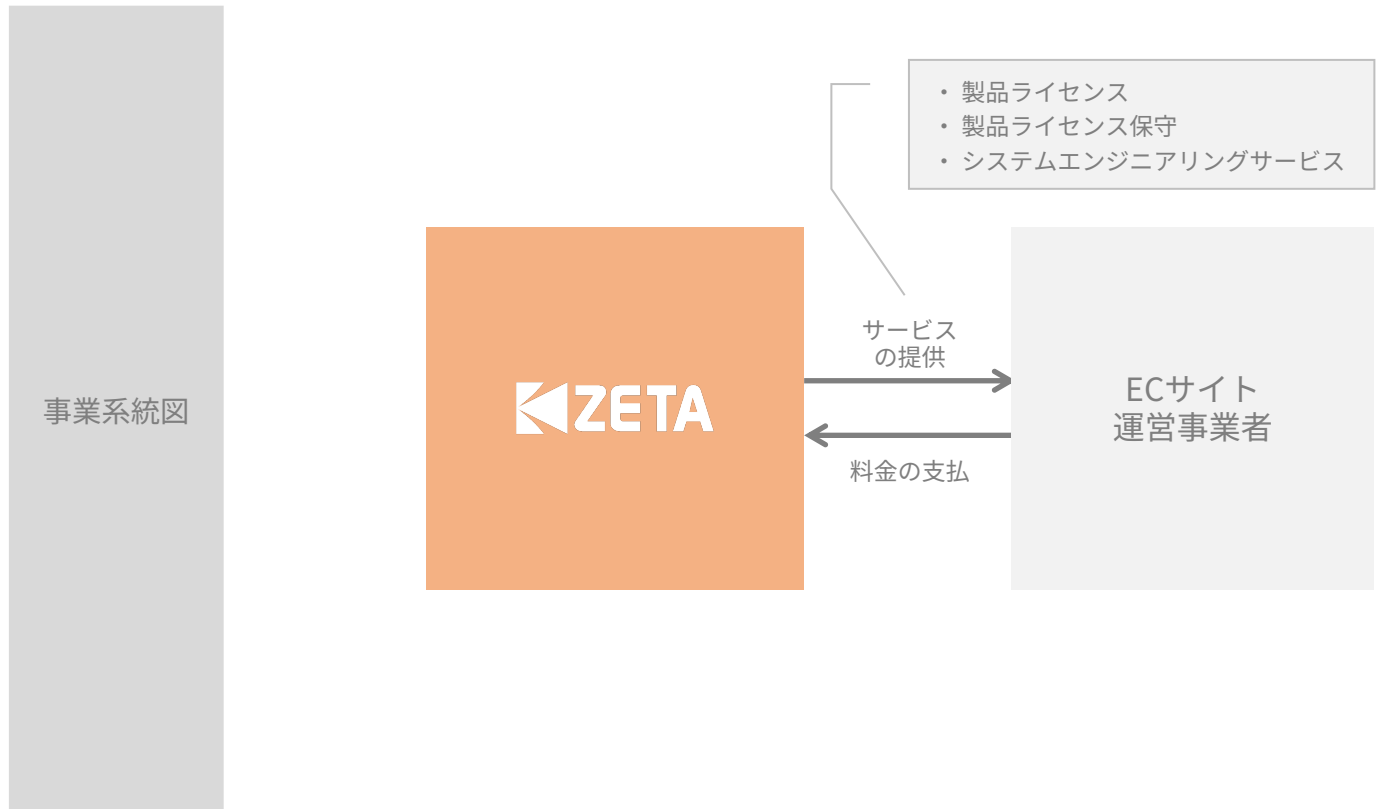 事業系統図
・ 製品ライセンス
・ 製品ライセンス保守
・ システムエンジニアリングサービス
ZETA
サービス
の提供
料金の支払
ECサイト
運営事業者